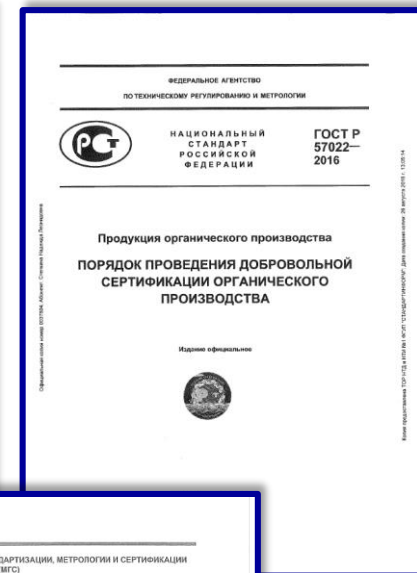 ФЕДЕРАЛЬНОЕ АГЕНТСТВО
ПО ТЕХНИЧЕСКОМУ РЕГУЛИРОВАНИЮ И МЕТРОЛОГИИ
РСТ
НАЦИОНАЛЬНЫЙ
СТАНДАРТ
РОССИЙСКОЙ
ФЕДЕРАЦИИ
ГОСТ Р
57022—
2016
Продукция органического производства
ПОРЯДОК ПРОВЕДЕНИЯ ДОБРОВОЛЬНОЙ
СЕРТИФИКАЦИИ ОРГАНИЧЕСКОГО
ПРОИЗВОДСТВА
Издание официальное
ДАРТИЗАЦИИ, МЕТРОЛОГИИ И СЕРТИФИКАЦИИ
(МГС)